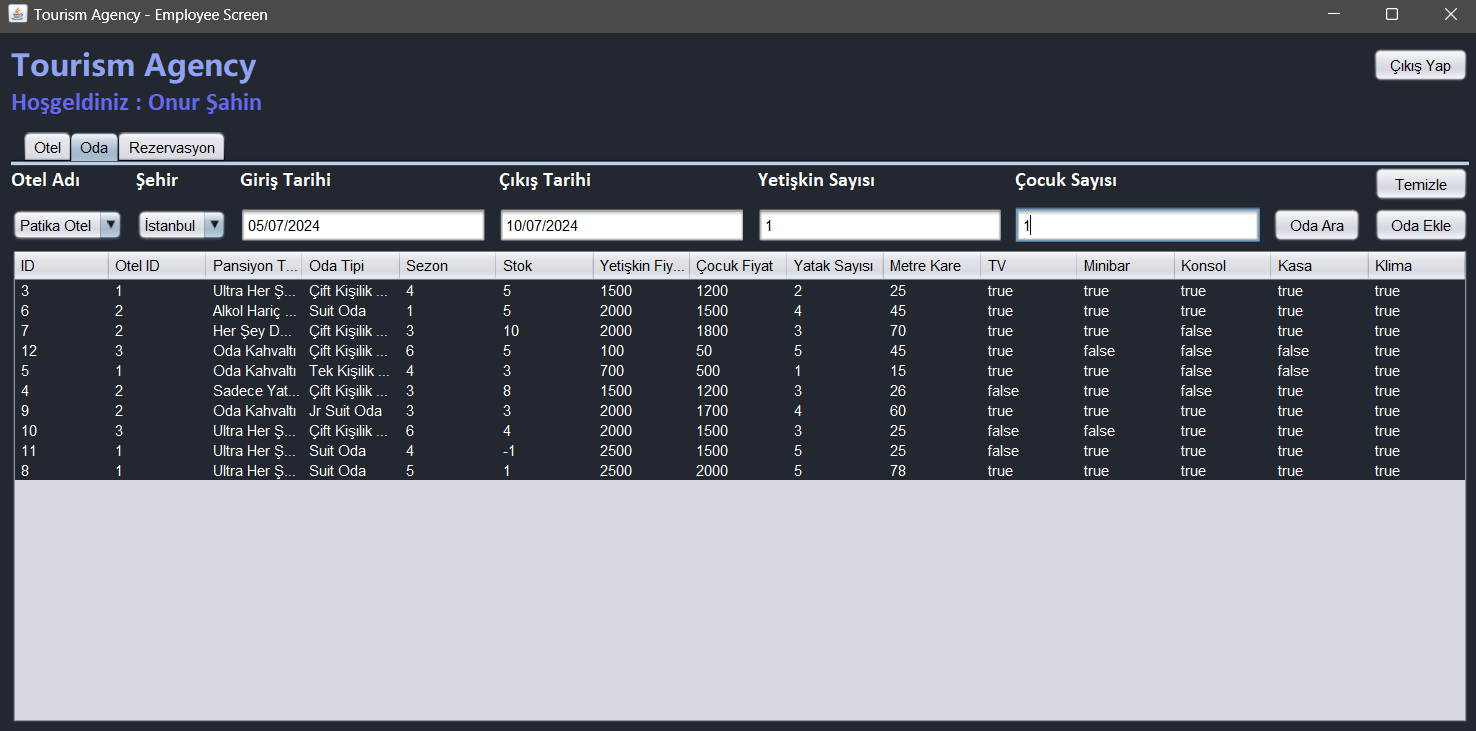 Tourism Agency - Employee Screen
Tourism Agency
Çıkış Yap
Hoşgeldiniz : Onur Şahin
Otel Oda Rezervasyon
Otel Adı Şehir Giriş Tarihi Çıkış Tarihi Yetişkin Sayısı Çocuk Sayısı Temizle
Patika Otel İstanbul 05/07/2024 10/07/2024 1 1 Oda Ara Oda Ekle
ID Otel ID Pansiyon T... Oda Tipi Sezon Stok Yetişkin Fiy... Çocuk Fiyat Yatak Sayısı Metre Kare TV Minibar Konsol Kasa Klima
3 1 Ultra Her Ş... Çift Kişilik ... 4 5 1500 1200 2 25 true true true true true
6 2 Alkol Hariç ... Suit Oda 1 5 2000 1500 4 45 true true true true true
7 2 Her Şey D... Çift Kişilik ... 3 10 2000 1800 3 70 true true false true true
12 3 Oda Kahvaltı Çift Kişilik ... 6 5 100 50 5 45 true false false false true
5 1 Oda Kahvaltı Tek Kişilik ... 4 3 700 500 1 15 true true false false true
4 2 Sadece Yat... Çift Kişilik ... 3 8 1500 1200 3 26 false true false true true
9 2 Oda Kahvaltı Jr Suit Oda 3 3 2000 1700 4 60 true true true true true
10 3 Ultra Her Ş... Çift Kişilik ... 6 4 2000 1500 3 25 false false true true true
11 1 Ultra Her Ş... Suit Oda 4 -1 2500 1500 5 25 false true true true true
8 1 Ultra Her Ş... Suit Oda 5 1 2500 2000 5 78 true true true true true